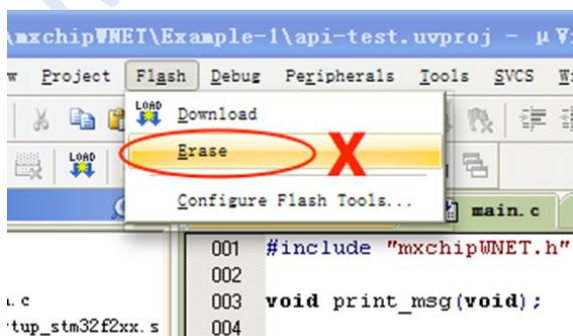 \mxchipWNET\Example-1\api-test.uvproj - μ
Project Flash Debug Peripherals Tools SVCS
LOAD Download
Erase X
LOAD
Configure Flash Tools...
main.c
001 #include "mxchipWNET.h"
002
003 void print_msg(void);
004
.c
tup_stm32f2xx.s